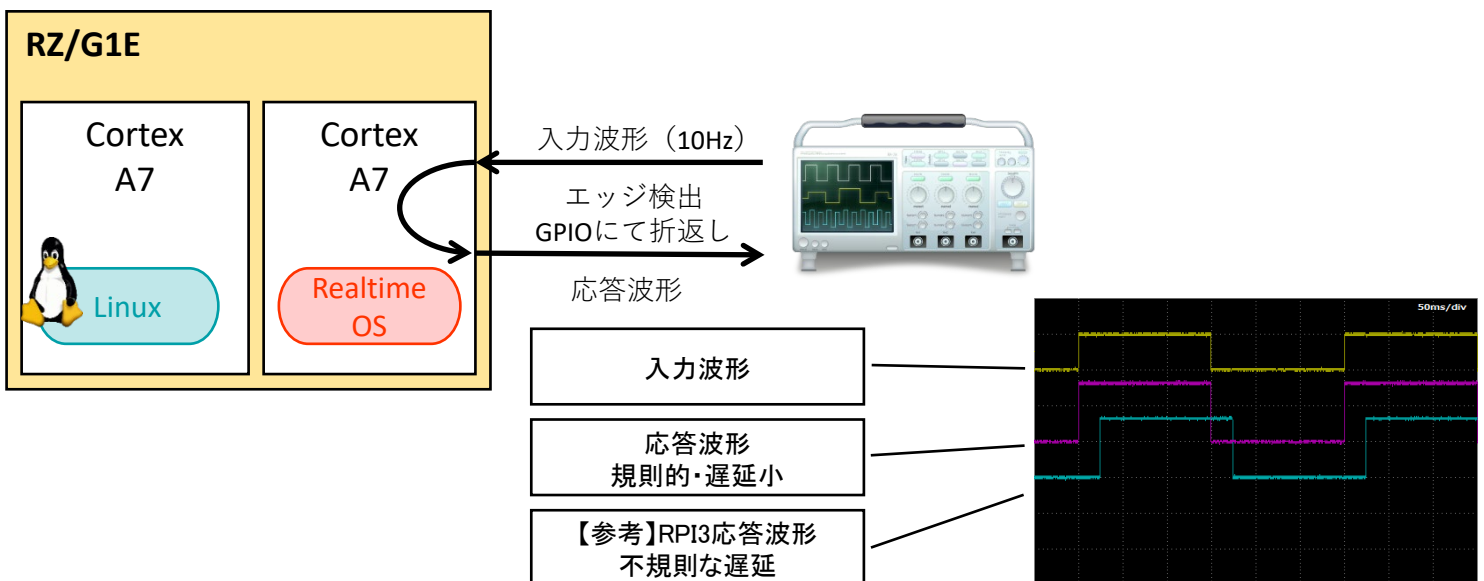 RZ/G1E
Cortex
A7
Linux
Cortex
A7
Realtime
OS
入力波形（10Hz）
エッジ検出
GPIOにて折返し
応答波形
入力波形
応答波形
規則的・遅延小
【参考】RPI3応答波形
不規則な遅延
50ms/div